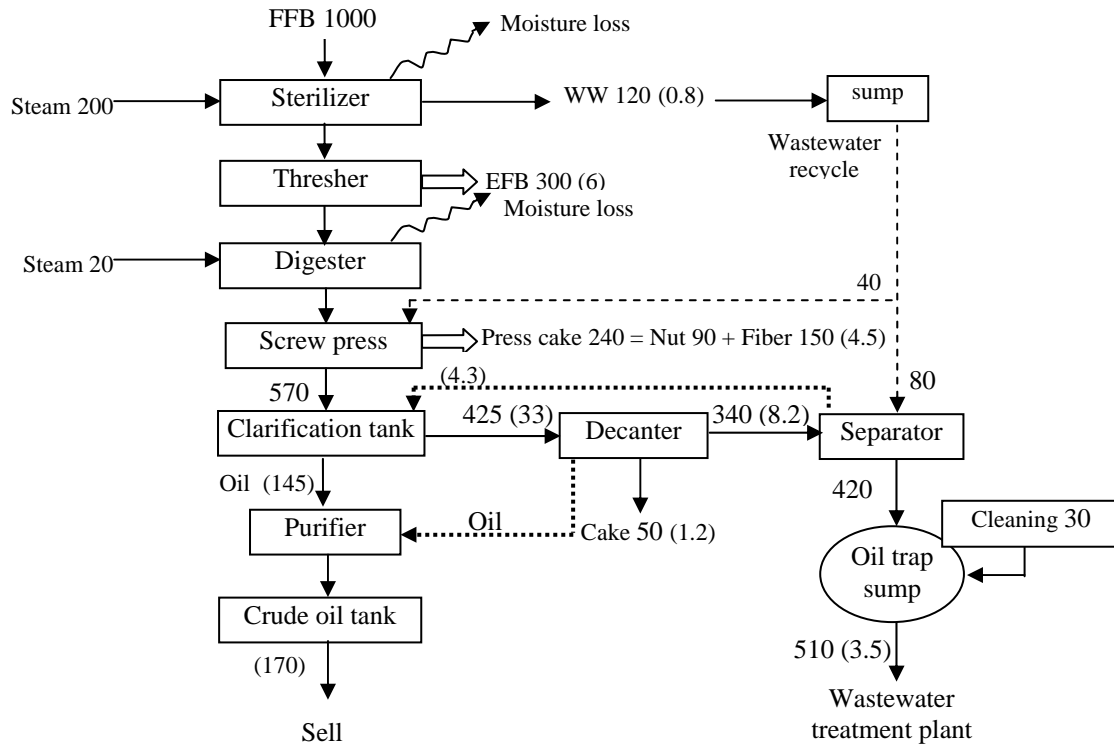 FFB 1000
Moisture loss
Steam 200
Sterilizer
WW 120 (0.8)
sump
Wastewater
recycle
Thresher
EFB 300 (6)
Moisture loss
Steam 20
Digester
40
Screw press
Press cake 240 = Nut 90 + Fiber 150 (4.5)
(4.3)
570
80
Clarification tank
425 (33)
Decanter
340 (8.2)
Separator
Oil (145)
420
Purifier
Oil
Cake 50 (1.2)
Cleaning 30
Oil trap
sump
Crude oil tank
(170)
510 (3.5)
Sell
Wastewater
treatment plant